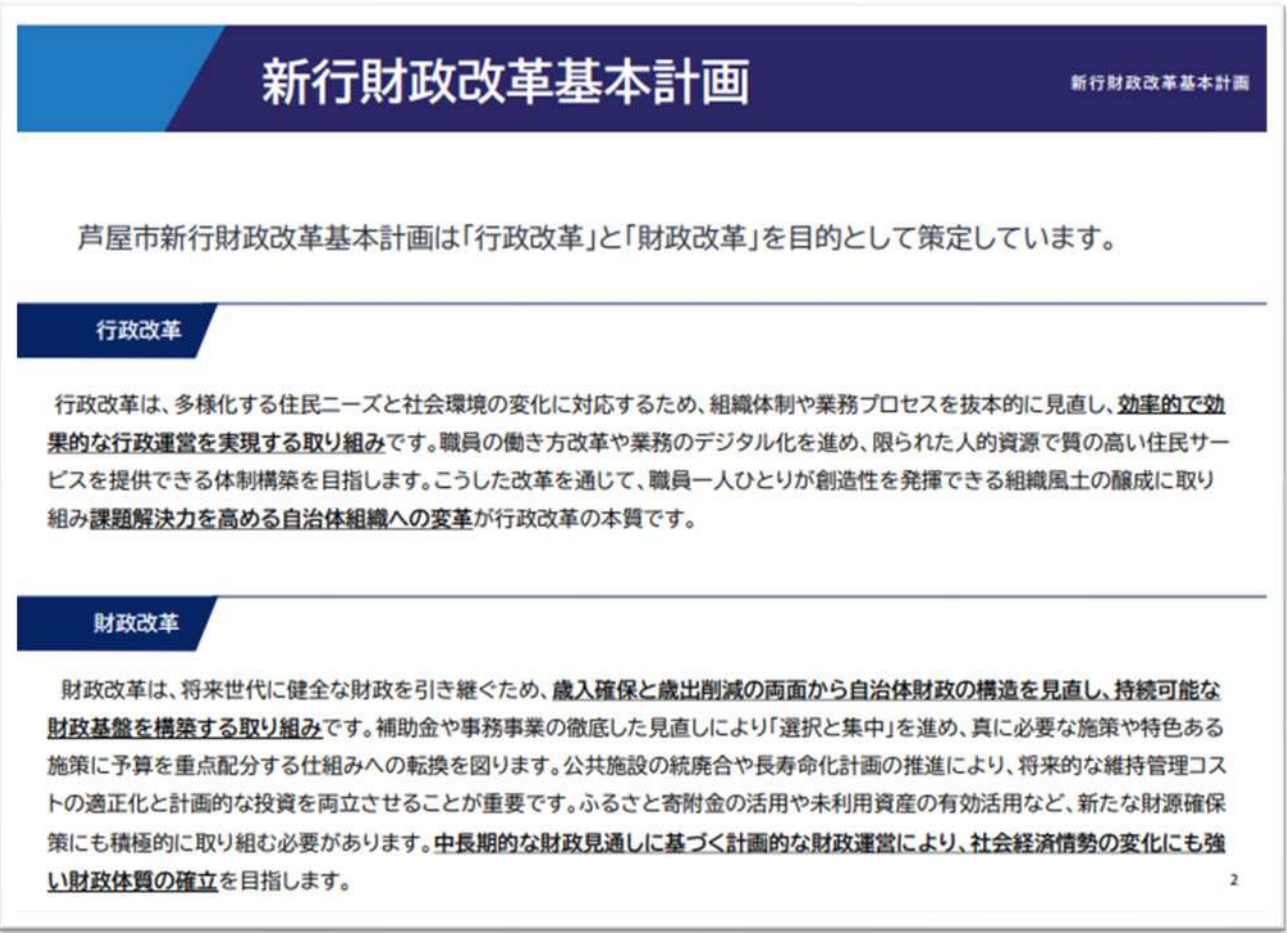 新行財政改革基本計画
新行財政改革基本計画
芦屋市新行財政改革基本計画は「行政改革」と「財政改革」を目的として策定しています。
行政改革
行政改革は、多様化する住民ニーズと社会環境の変化に対応するため、組織体制や業務プロセスを抜本的に見直し、効率的で効
果的な行政運営を実現する取り組みです。職員の働き方改革や業務のデジタル化を進め、限られた人的資源で質の高い住民サー
ビスを提供できる体制構築を目指します。こうした改革を通じて、職員一人ひとりが創造性を発揮できる組織風土の醸成に取り
組み課題解決力を高める自治体組織への変革が行政改革の本質です。
財政改革
財政改革は、将来世代に健全な財政を引き継ぐため、歳入確保と歳出削減の両面から自治体財政の構造を見直し、持続可能な
財政基盤を構築する取り組みです。補助金や事務事業の徹底した見直しにより「選択と集中」を進め、真に必要な施策や特色ある
施策に予算を重点配分する仕組みへの転換を図ります。公共施設の統廃合や長寿命化計画の推進により、将来的な維持管理コス
トの適正化と計画的な投資を両立させることが重要です。ふるさと寄附金の活用や未利用資産の有効活用など、新たな財源確保
策にも積極的に取り組む必要があります。中長期的な財政見通しに基づく計画的な財政運営により、社会経済情勢の変化にも強
い財政体質の確立を目指します。
2